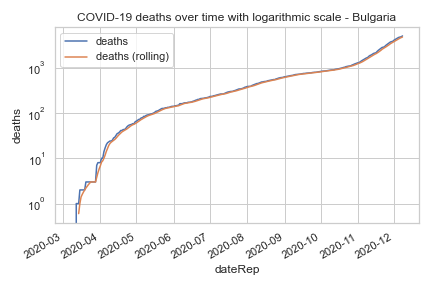 COVID-19 deaths over time with logarithmic scale - Bulgaria
deaths
deaths (rolling)
10³
10²
10¹
10⁰
deaths
2020-03
2020-04
2020-05
2020-06
2020-07
2020-08
2020-09
2020-10
2020-11
2020-12
dateRep